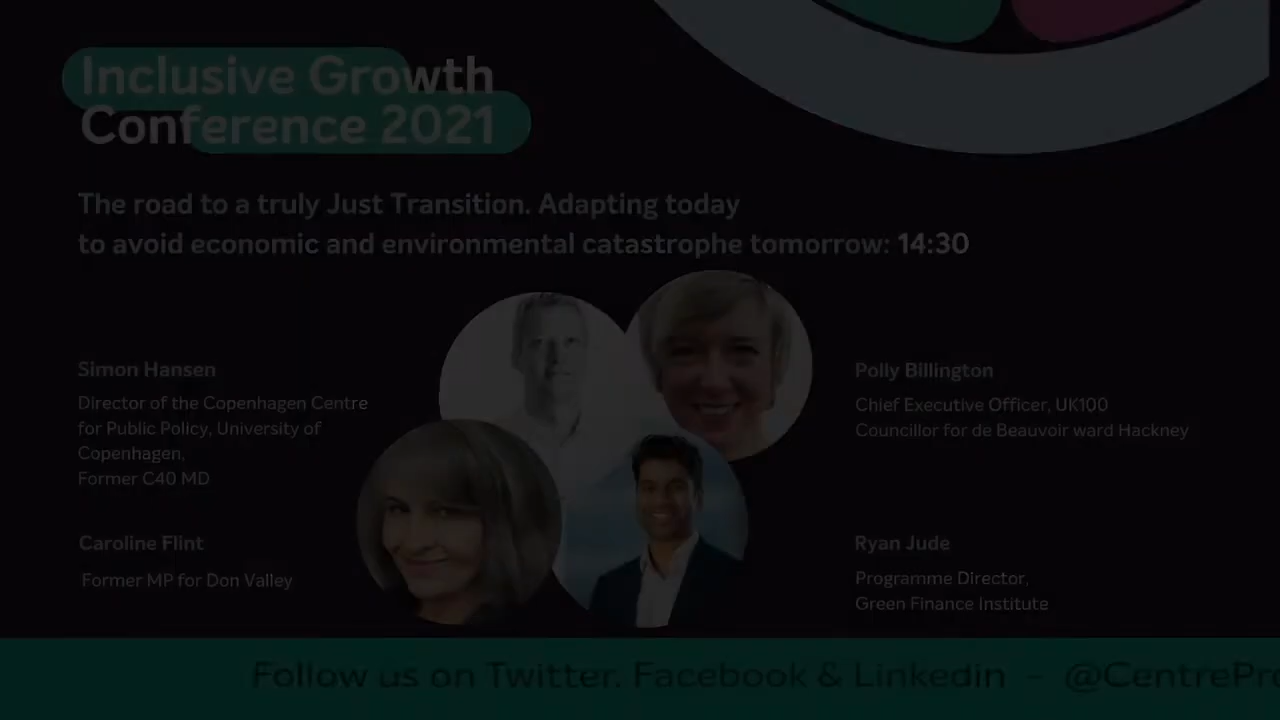 Inclusive Growth
Conference 2021
The road to a truly Just Transition. Adapting today
to avoid economic and environmental catastrophe tomorrow: 14:30
Simon Hansen
Director of the Copenhagen Centre
for Public Policy, University of
Copenhagen,
Former C40 MD
Polly Billington
Chief Executive Officer, UK100
Councillor for de Beauvoir ward Hackney
Caroline Flint
Former MP for Don Valley
Ryan Jude
Programme Director,
Green Finance Institute
Follow us on Twitter. Facebook & Linkedin - @CentrePro